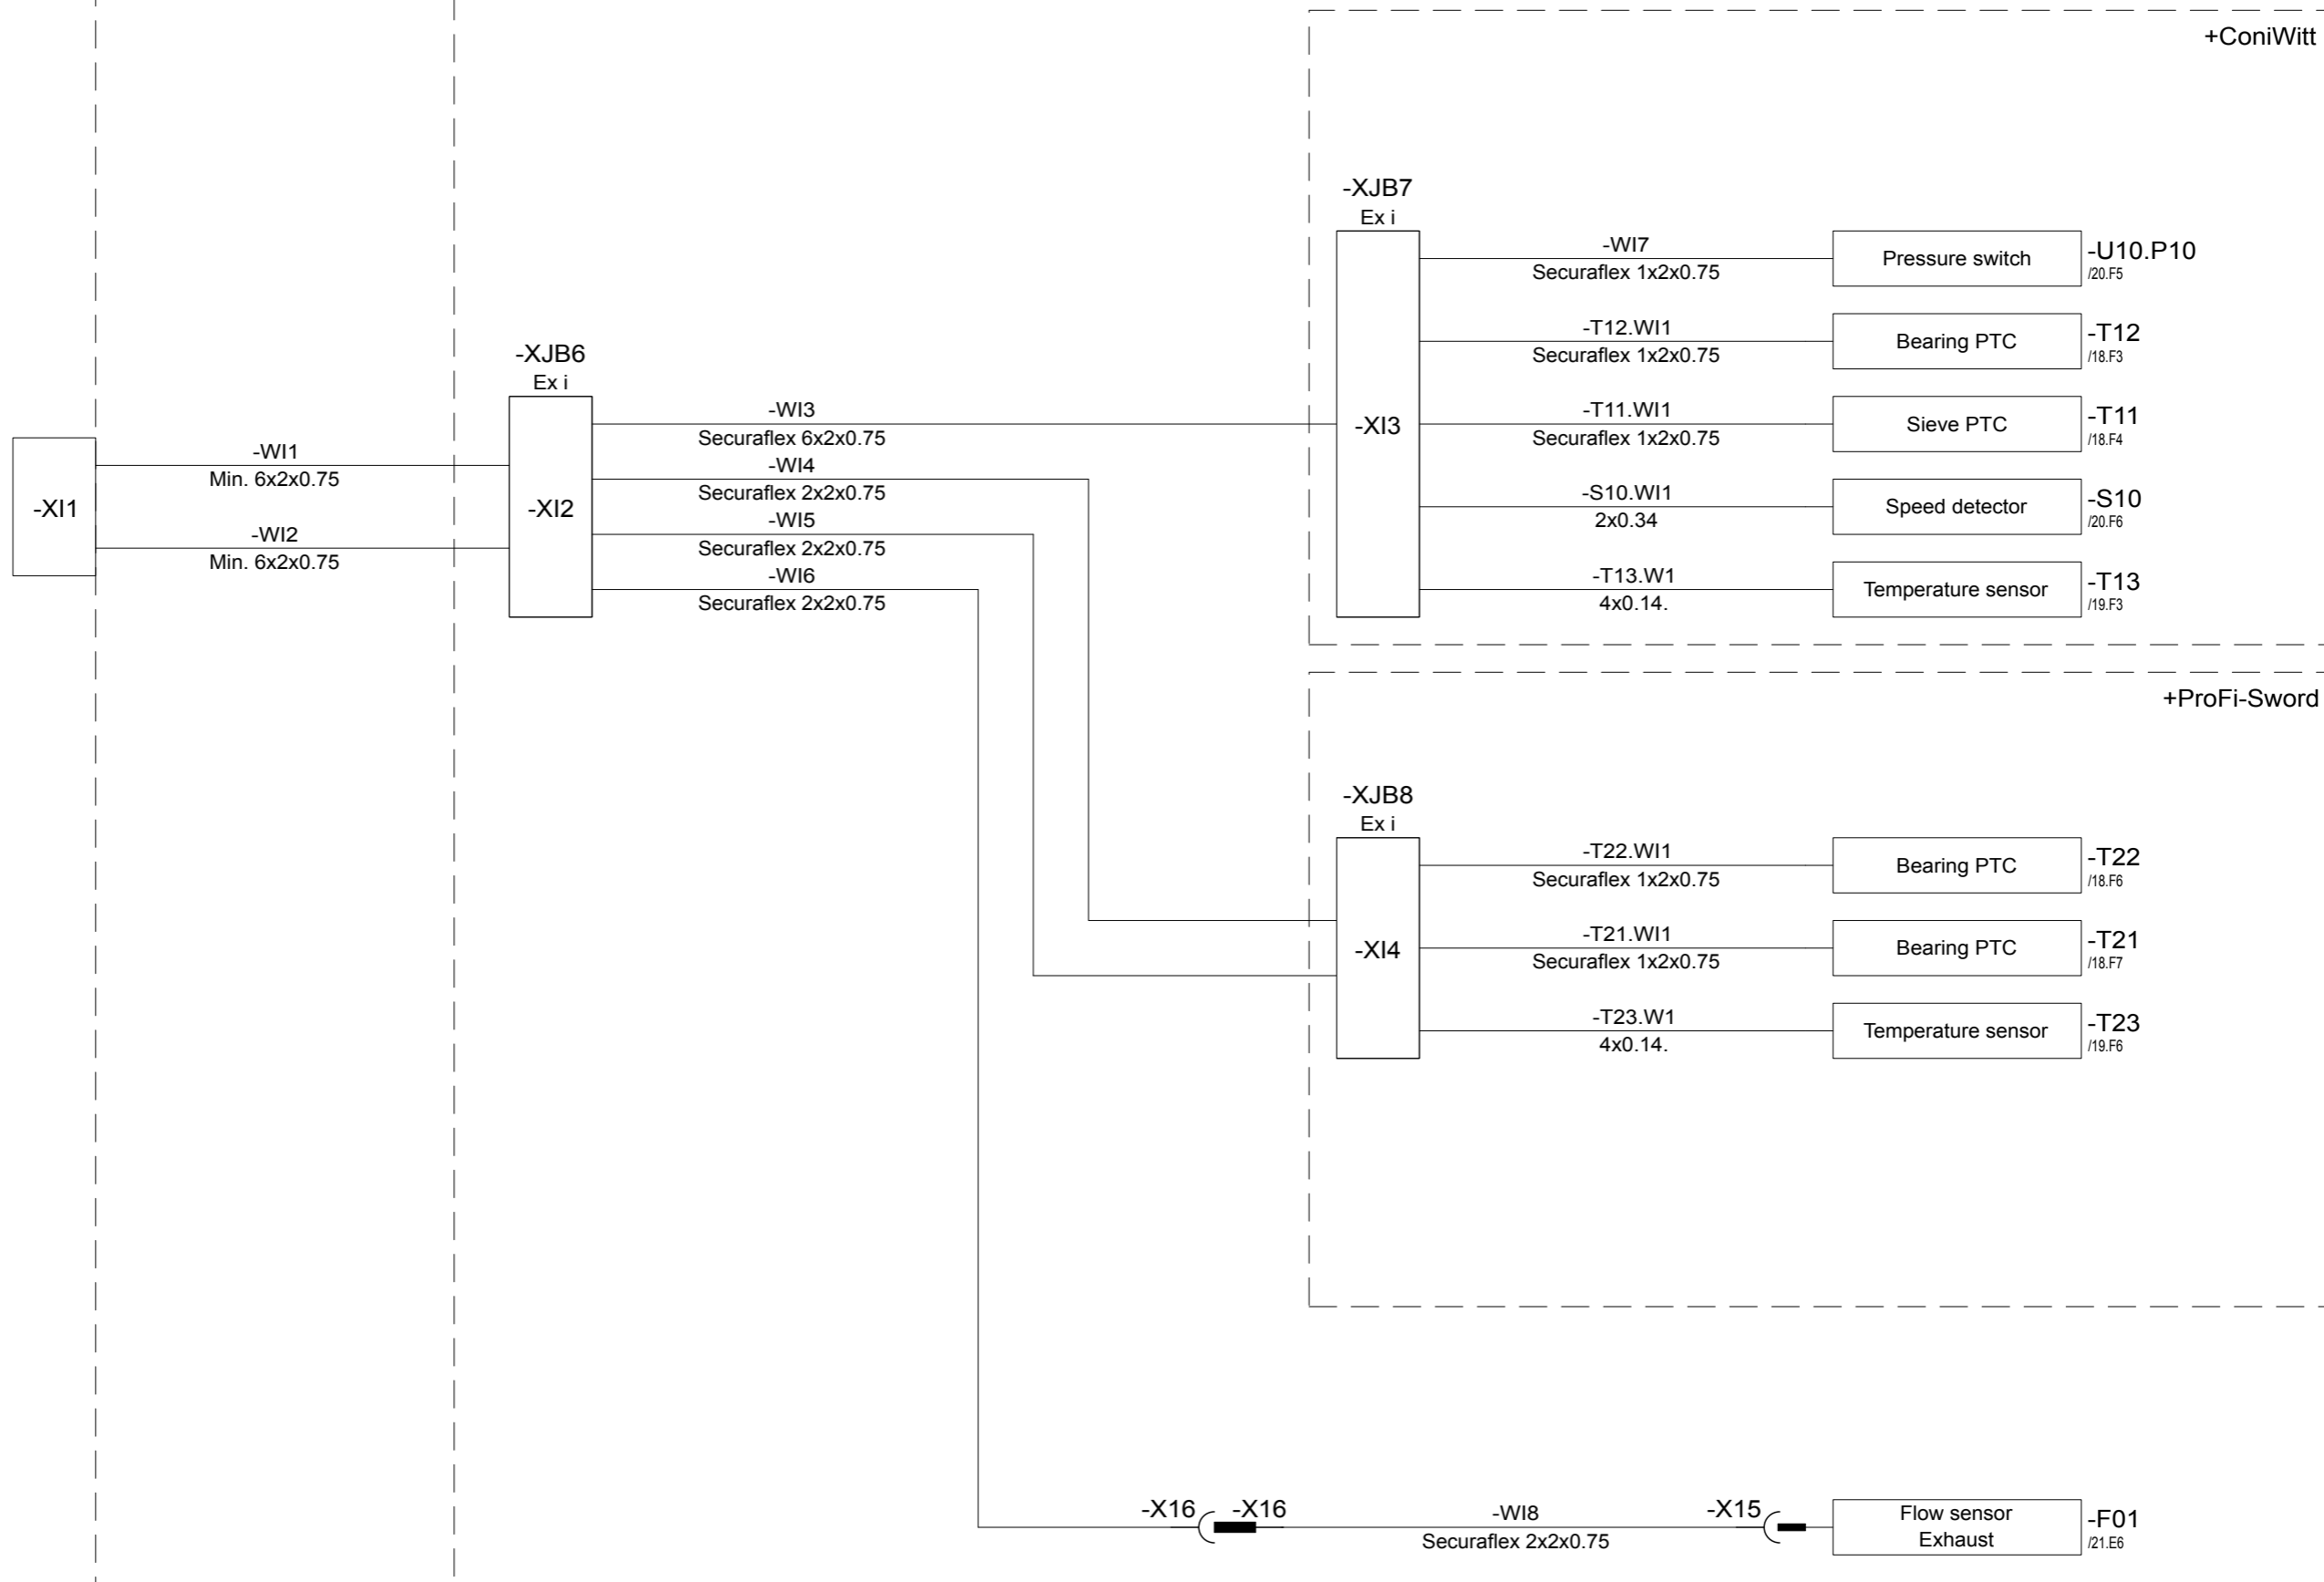 +ConiWitt
-XJB7
Ex i
-WI7
Securaflex 1x2x0.75
Pressure switch
-U10.P10
/20.F5
-T12.WI1
Securaflex 1x2x0.75
Bearing PTC
-T12
/18.F3
-XJB6
Ex i
-WI3
Securaflex 6x2x0.75
-XI3
-T11.WI1
Securaflex 1x2x0.75
Sieve PTC
-T11
/18.F4
-XI1
-WI1
Min. 6x2x0.75
-WI2
Min. 6x2x0.75
-XI2
-WI4
Securaflex 2x2x0.75
-WI5
Securaflex 2x2x0.75
-WI6
Securaflex 2x2x0.75
-S10.WI1
2x0.34
Speed detector
-S10
/20.F6
-T13.W1
4x0.14.
Temperature sensor
-T13
/19.F3
+ProFi-Sword
-XJB8
Ex i
-T22.WI1
Securaflex 1x2x0.75
Bearing PTC
-T22
/18.F6
-XI4
-T21.WI1
Securaflex 1x2x0.75
Bearing PTC
-T21
/18.F7
-T23.W1
4x0.14.
Temperature sensor
-T23
/19.F6
-X16
-X16
-WI8
Securaflex 2x2x0.75
-X15
Flow sensor
Exhaust
-F01
/21.E6